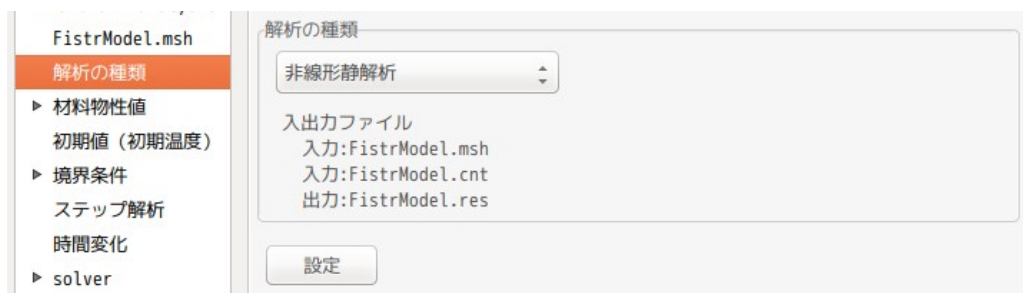 FistrModel.msh
解析の種類
材料物性値
初期値（初期温度）
境界条件
ステップ解析
時間変化
solver
解析の種類
非線形静解析
入出力ファイル
入力:FistrModel.msh
入力:FistrModel.cnt
出力:FistrModel.res
設定